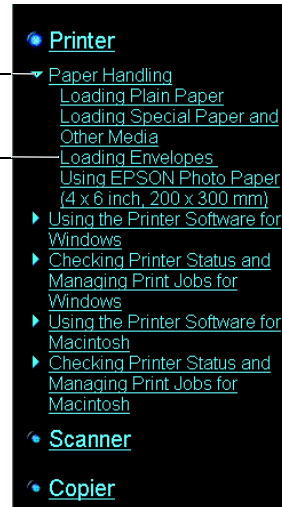 Printer
Paper Handling
Loading Plain Paper
Loading Special Paper and
Other Media
Loading Envelopes
Using EPSON Photo Paper
(4 x 6 inch, 200 x 300 mm)
Using the Printer Software for
Windows
Checking Printer Status and
Managing Print Jobs for
Windows
Using the Printer Software for
Macintosh
Checking Printer Status and
Managing Print Jobs for
Macintosh
Scanner
Copier